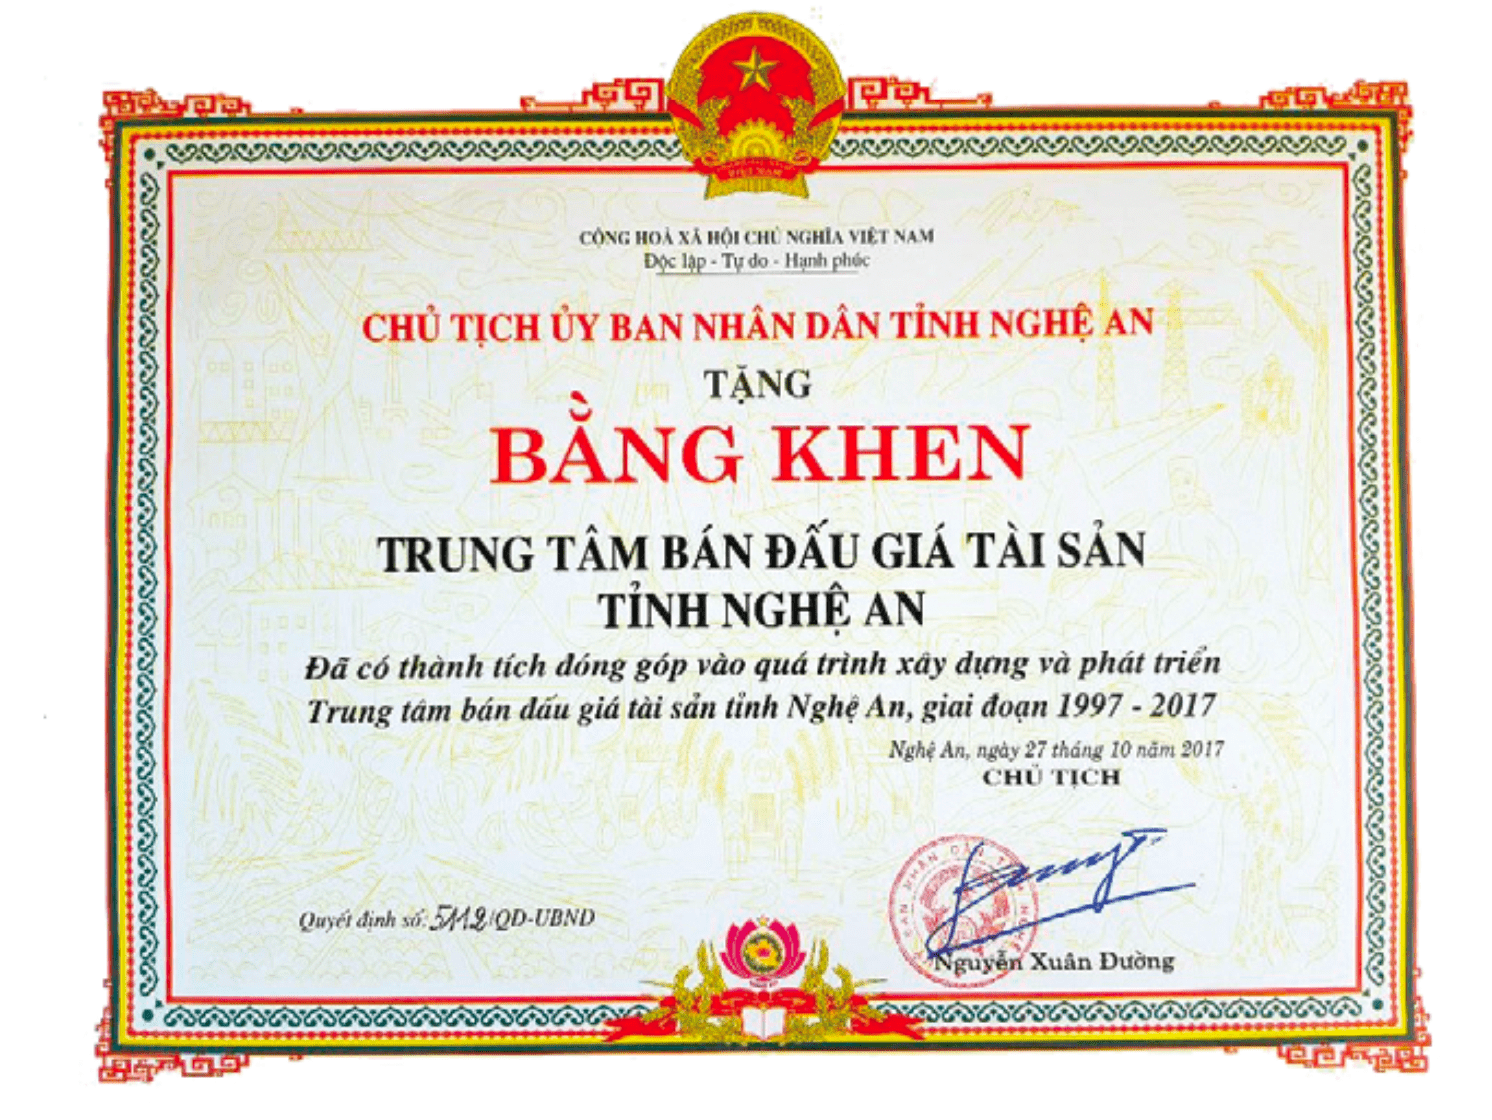 VIỆT NAM
CỘNG HOÀ XÃ HỘI CHỦ NGHĨA VIỆT NAM
Độc lập - Tự do - Hạnh phúc
CHỦ TỊCH ỦY BAN NHÂN DÂN TỈNH NGHỆ AN
TẶNG
BẰNG KHEN
TRUNG TÂM BÁN ĐẤU GIÁ TÀI SẢN
TỈNH NGHỆ AN
Đã có thành tích đóng góp vào quá trình xây dựng và phát triển
Trung tâm bán đấu giá tài sản tỉnh Nghệ An, giai đoạn 1997 - 2017
Nghệ An, ngày 27 tháng 10 năm 2017
CHỦ TỊCH
Quyết định số: 5112/QD-UBND
Nguyễn Xuân Đường